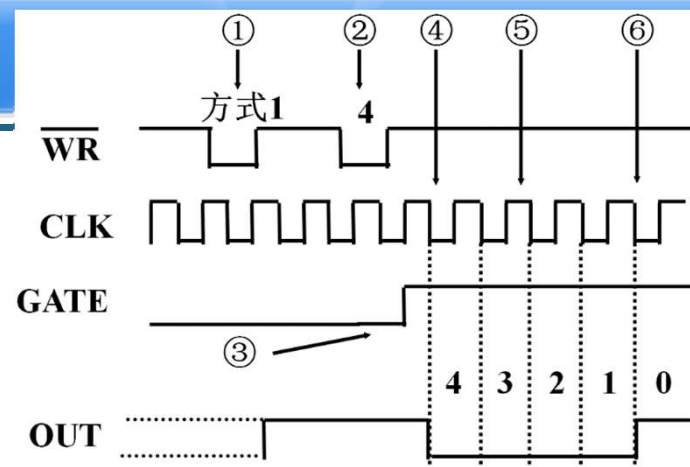 ① ② ④ ⑤ ⑥
方式1 4
WR
CLK
GATE
③
4 3 2 1 0
OUT